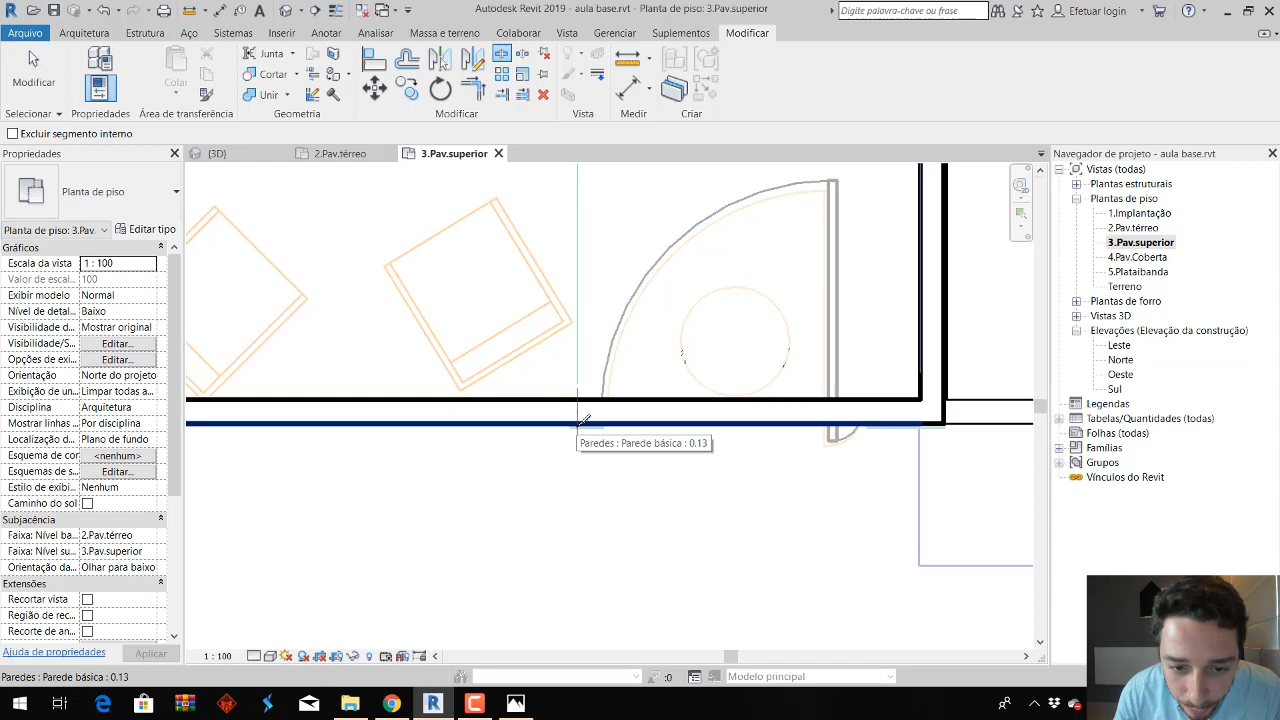 Autodesk Revit 2019 - aula base.rvt - Planta de piso: 3.Pav.superior
Digite palavra-chave ou frase
Efetuar login
Arquivo Arquitetura Estrutura Aço Sistemas Inserir Anotar Analisar Massa e terreno Colaborar Vista Gerenciar Suplementos Modificar
Modificar
Colar
Junta
Cortar
Unir
Selecionar Propriedades Área de transferência Geometria Modificar Vista Medir Criar
Excluir segmento interno
Propriedades
Planta de piso
Planta de piso: 3.Pav.
Editar tipo
Gráficos
Escala da vista 1 : 100
Valor de escal... 100
Exibir modelo Normal
Nível de detal... Baixo
Visibilidade d... Mostrar original
Visibilidade/S... Editar...
Opções de exi... Editar...
Orientação Norte do projeto
Exibição de un... Limpar todas a...
Disciplina Arquitetura
Mostrar linhas ... Por disciplina
Localização d... Plano de fundo
Esquema de cor... <nenhum>
Esquemas de s... Editar...
Estilo de exibi... Nenhum
Caminho do sol
Subjacência
Faixa: Nível ba... 2.Pav.térreo
Faixa: Nível su... 3.Pav.superior
Orientação da... Olhar para baixo
Extensões
Recortar vista
Região de rec...
Recorte de an...
Ajuda de propriedades
Aplicar
{3D}
2.Pav.térreo
3.Pav.superior
Paredes : Parede básica : 0.13
Navegador de projeto - aula base.rvt
Vistas (todas)
Plantas estruturais
Plantas de piso
1.Implantação
2.Pav.térreo
3.Pav.superior
4.Pav.Coberta
5.Plataibanda
Terreno
Plantas de forro
Vistas 3D
Elevações (Elevação da construção)
Leste
Norte
Oeste
Sul
Legendas
Tabelas/Quantidades (todas)
Folhas (todas)
Famílias
Grupos
Vínculos do Revit
1 : 100
Paredes : Parede básica : 0.13
:0
Modelo principal